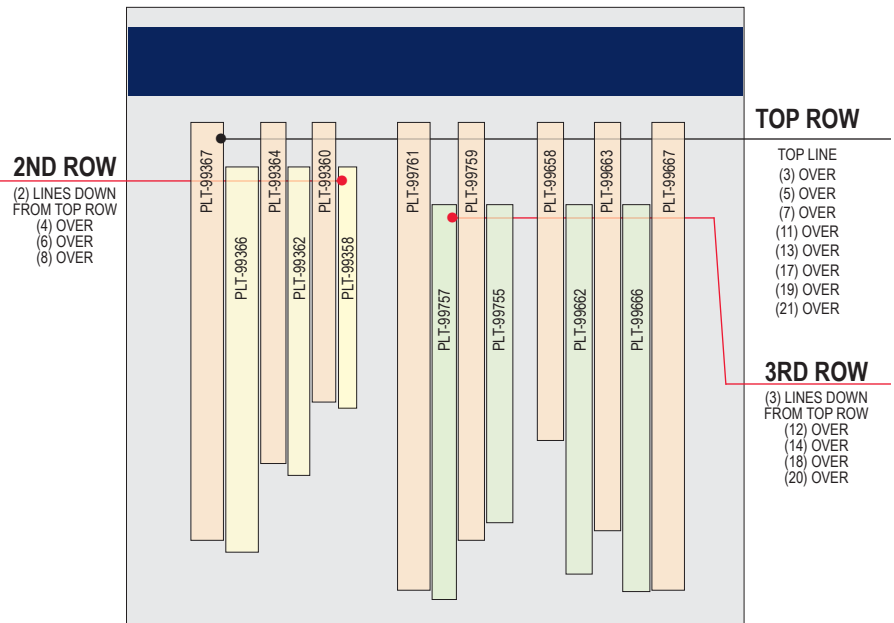 TOP ROW
TOP LINE
(3) OVER
(5) OVER
(7) OVER
(11) OVER
(13) OVER
(17) OVER
(19) OVER
(21) OVER
2ND ROW
(2) LINES DOWN
FROM TOP ROW
(4) OVER
(6) OVER
(8) OVER
PLT-99367
PLT-99366
PLT-99364
PLT-99362
PLT-99360
PLT-99358
PLT-99761
PLT-99757
PLT-99759
PLT-99755
PLT-99658
PLT-99662
PLT-99663
PLT-99666
PLT-99667
3RD ROW
(3) LINES DOWN
FROM TOP ROW
(12) OVER
(14) OVER
(18) OVER
(20) OVER